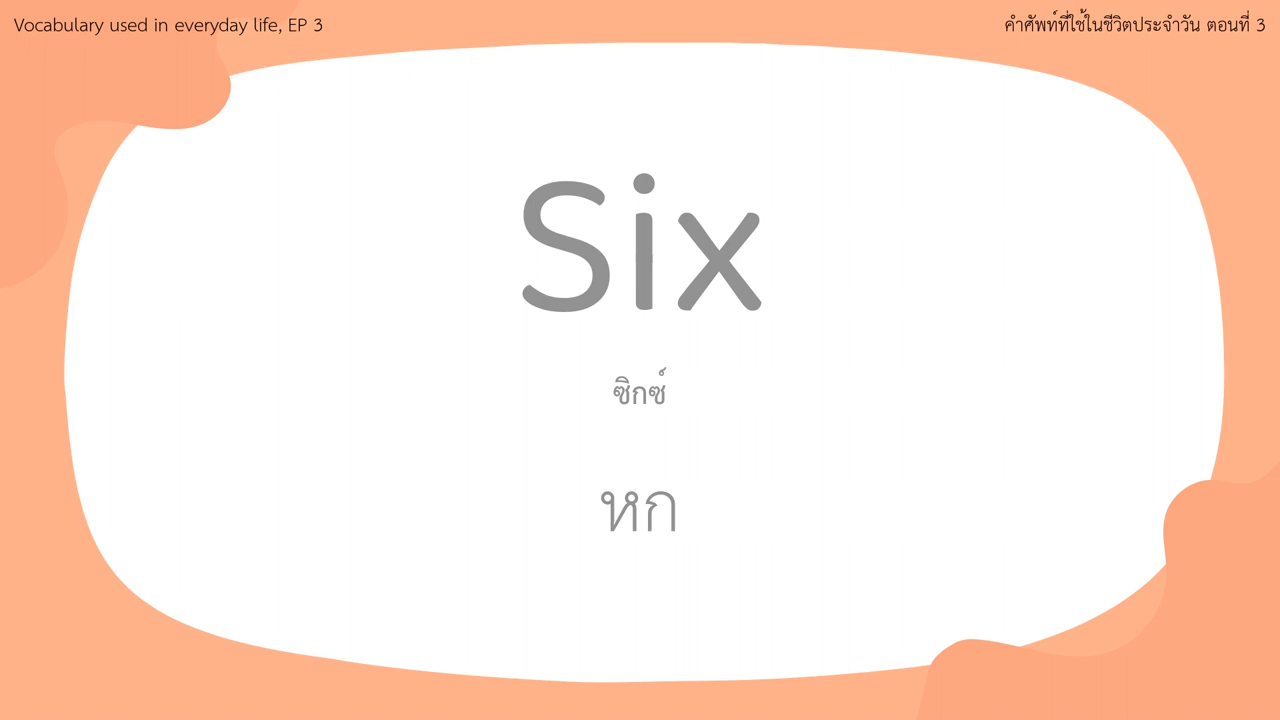 Vocabulary used in everyday life, EP 3
คำศัพท์ที่ใช้ในชีวิตประจำวัน ตอนที่ 3
Six
ซิกซ์
หก